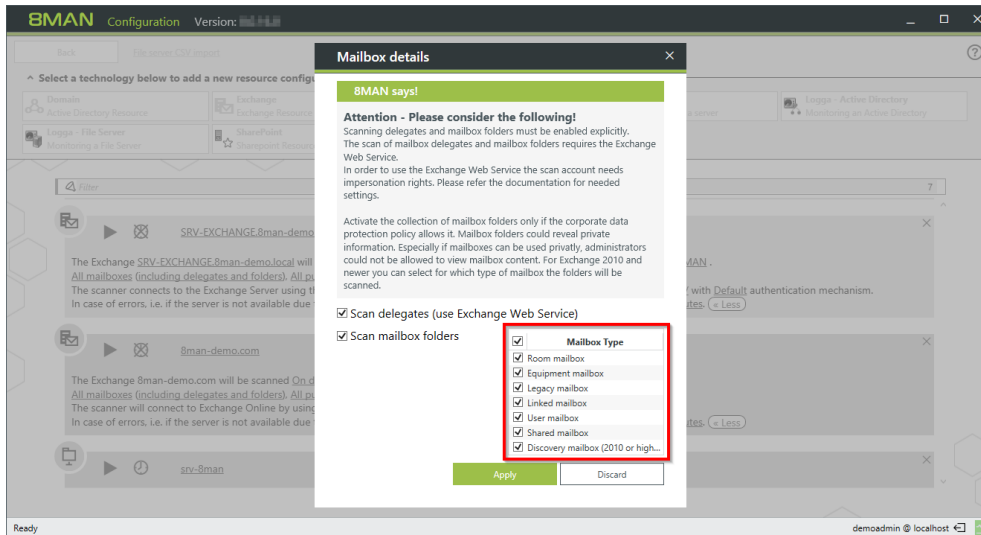 8MAN Configuration Version:
Back File server CSV import
Select a technology below to add a new resource configu
Domain
Active Directory Resource
Exchange
Exchange Resource
a server
Logga - Active Directory
Monitoring an Active Directory
Logga - File Server
Monitoring a File Server
SharePoint
Sharepoint Resource
Filter 7
SRV-EXCHANGE.8man-demo
The Exchange SRV-EXCHANGE.8man-demo.local will MAN .
All mailboxes (including delegates and folders). All pu
The scanner connects to the Exchange Server using th with Default authentication mechanism.
In case of errors, i.e. if the server is not available due utes. (« Less)
8man-demo.com
The Exchange 8man-demo.com will be scanned On d
All mailboxes (including delegates and folders). All pu
The scanner will connect to Exchange Online by using
In case of errors, i.e. if the server is not available due utes. (« Less)
srv-8man
Mailbox details
8MAN says!
Attention - Please consider the following!
Scanning delegates and mailbox folders must be enabled explicitly.
The scan of mailbox delegates and mailbox folders requires the Exchange
Web Service.
In order to use the Exchange Web Service the scan account needs
impersonation rights. Please refer the documentation for needed
settings.
Activate the collection of mailbox folders only if the corporate data
protection policy allows it. Mailbox folders could reveal private
information. Especially if mailboxes can be used privatly, administrators
could not be allowed to view mailbox content. For Exchange 2010 and
newer you can select for which type of mailbox the folders will be
scanned.
Scan delegates (use Exchange Web Service)
Scan mailbox folders
Mailbox Type
Room mailbox
Equipment mailbox
Legacy mailbox
Linked mailbox
User mailbox
Shared mailbox
Discovery mailbox (2010 or high...
Apply Discard
Ready demoadmin @ localhost